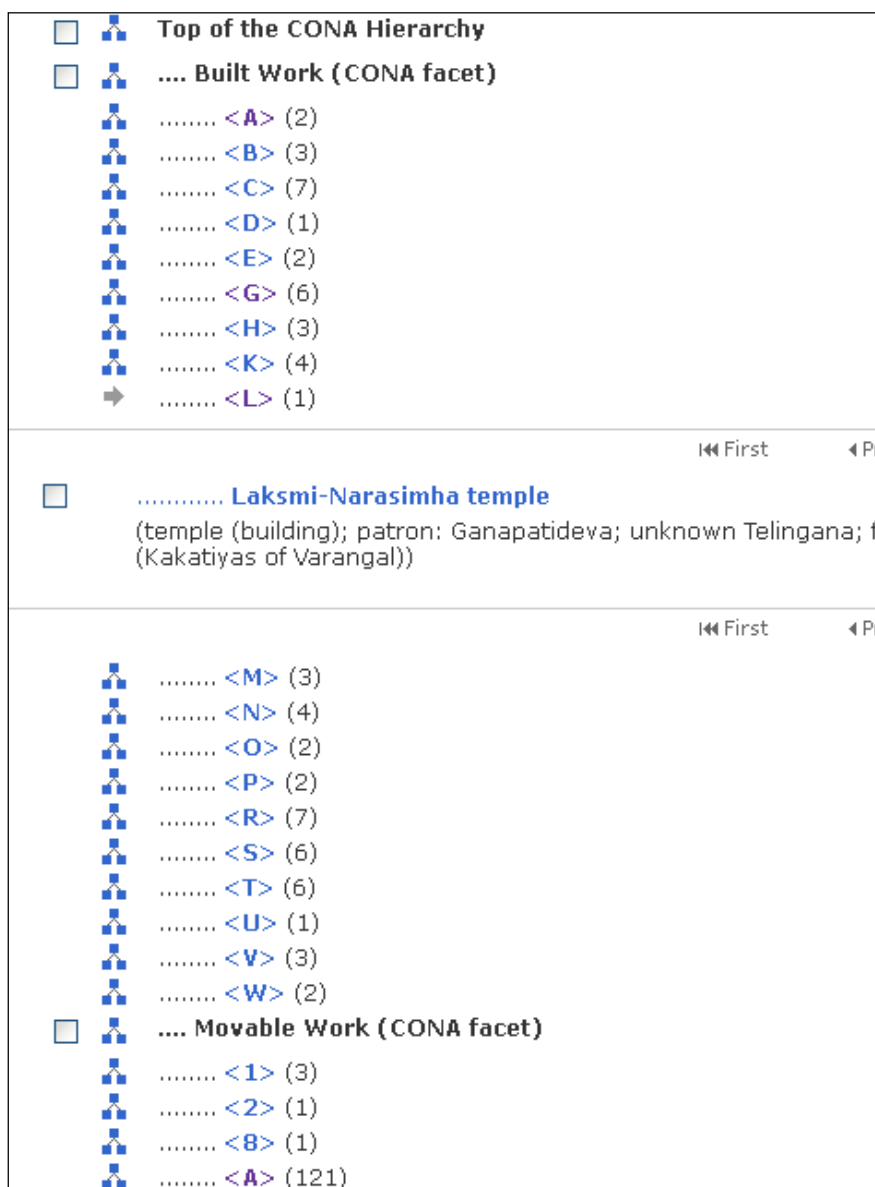 Top of the CONA Hierarchy
.... Built Work (CONA facet)
........ <A> (2)
........ <B> (3)
........ <C> (7)
........ <D> (1)
........ <E> (2)
........ <G> (6)
........ <H> (3)
........ <K> (4)
........ <L> (1)
First
............ Laksmi-Narasimha temple
(temple (building); patron: Ganapatideva; unknown Telingana;
(Kakatiyas of Varangal))
First
........ <M> (3)
........ <N> (4)
........ <O> (2)
........ <P> (2)
........ <R> (7)
........ <S> (6)
........ <T> (6)
........ <U> (1)
........ <V> (3)
........ <W> (2)
.... Movable Work (CONA facet)
........ <1> (3)
........ <2> (1)
........ <8> (1)
........ <A> (121)